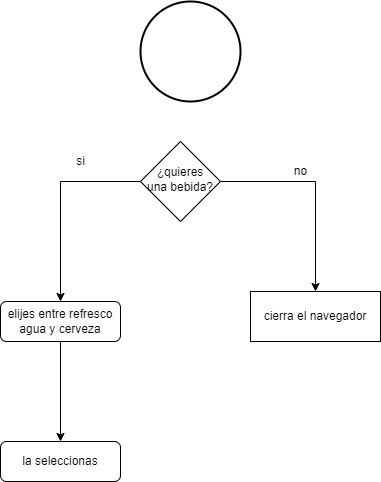 ¿quieres
una bebida?
si
no
elijes entre refresco
agua y cerveza
cierra el navegador
la seleccionas